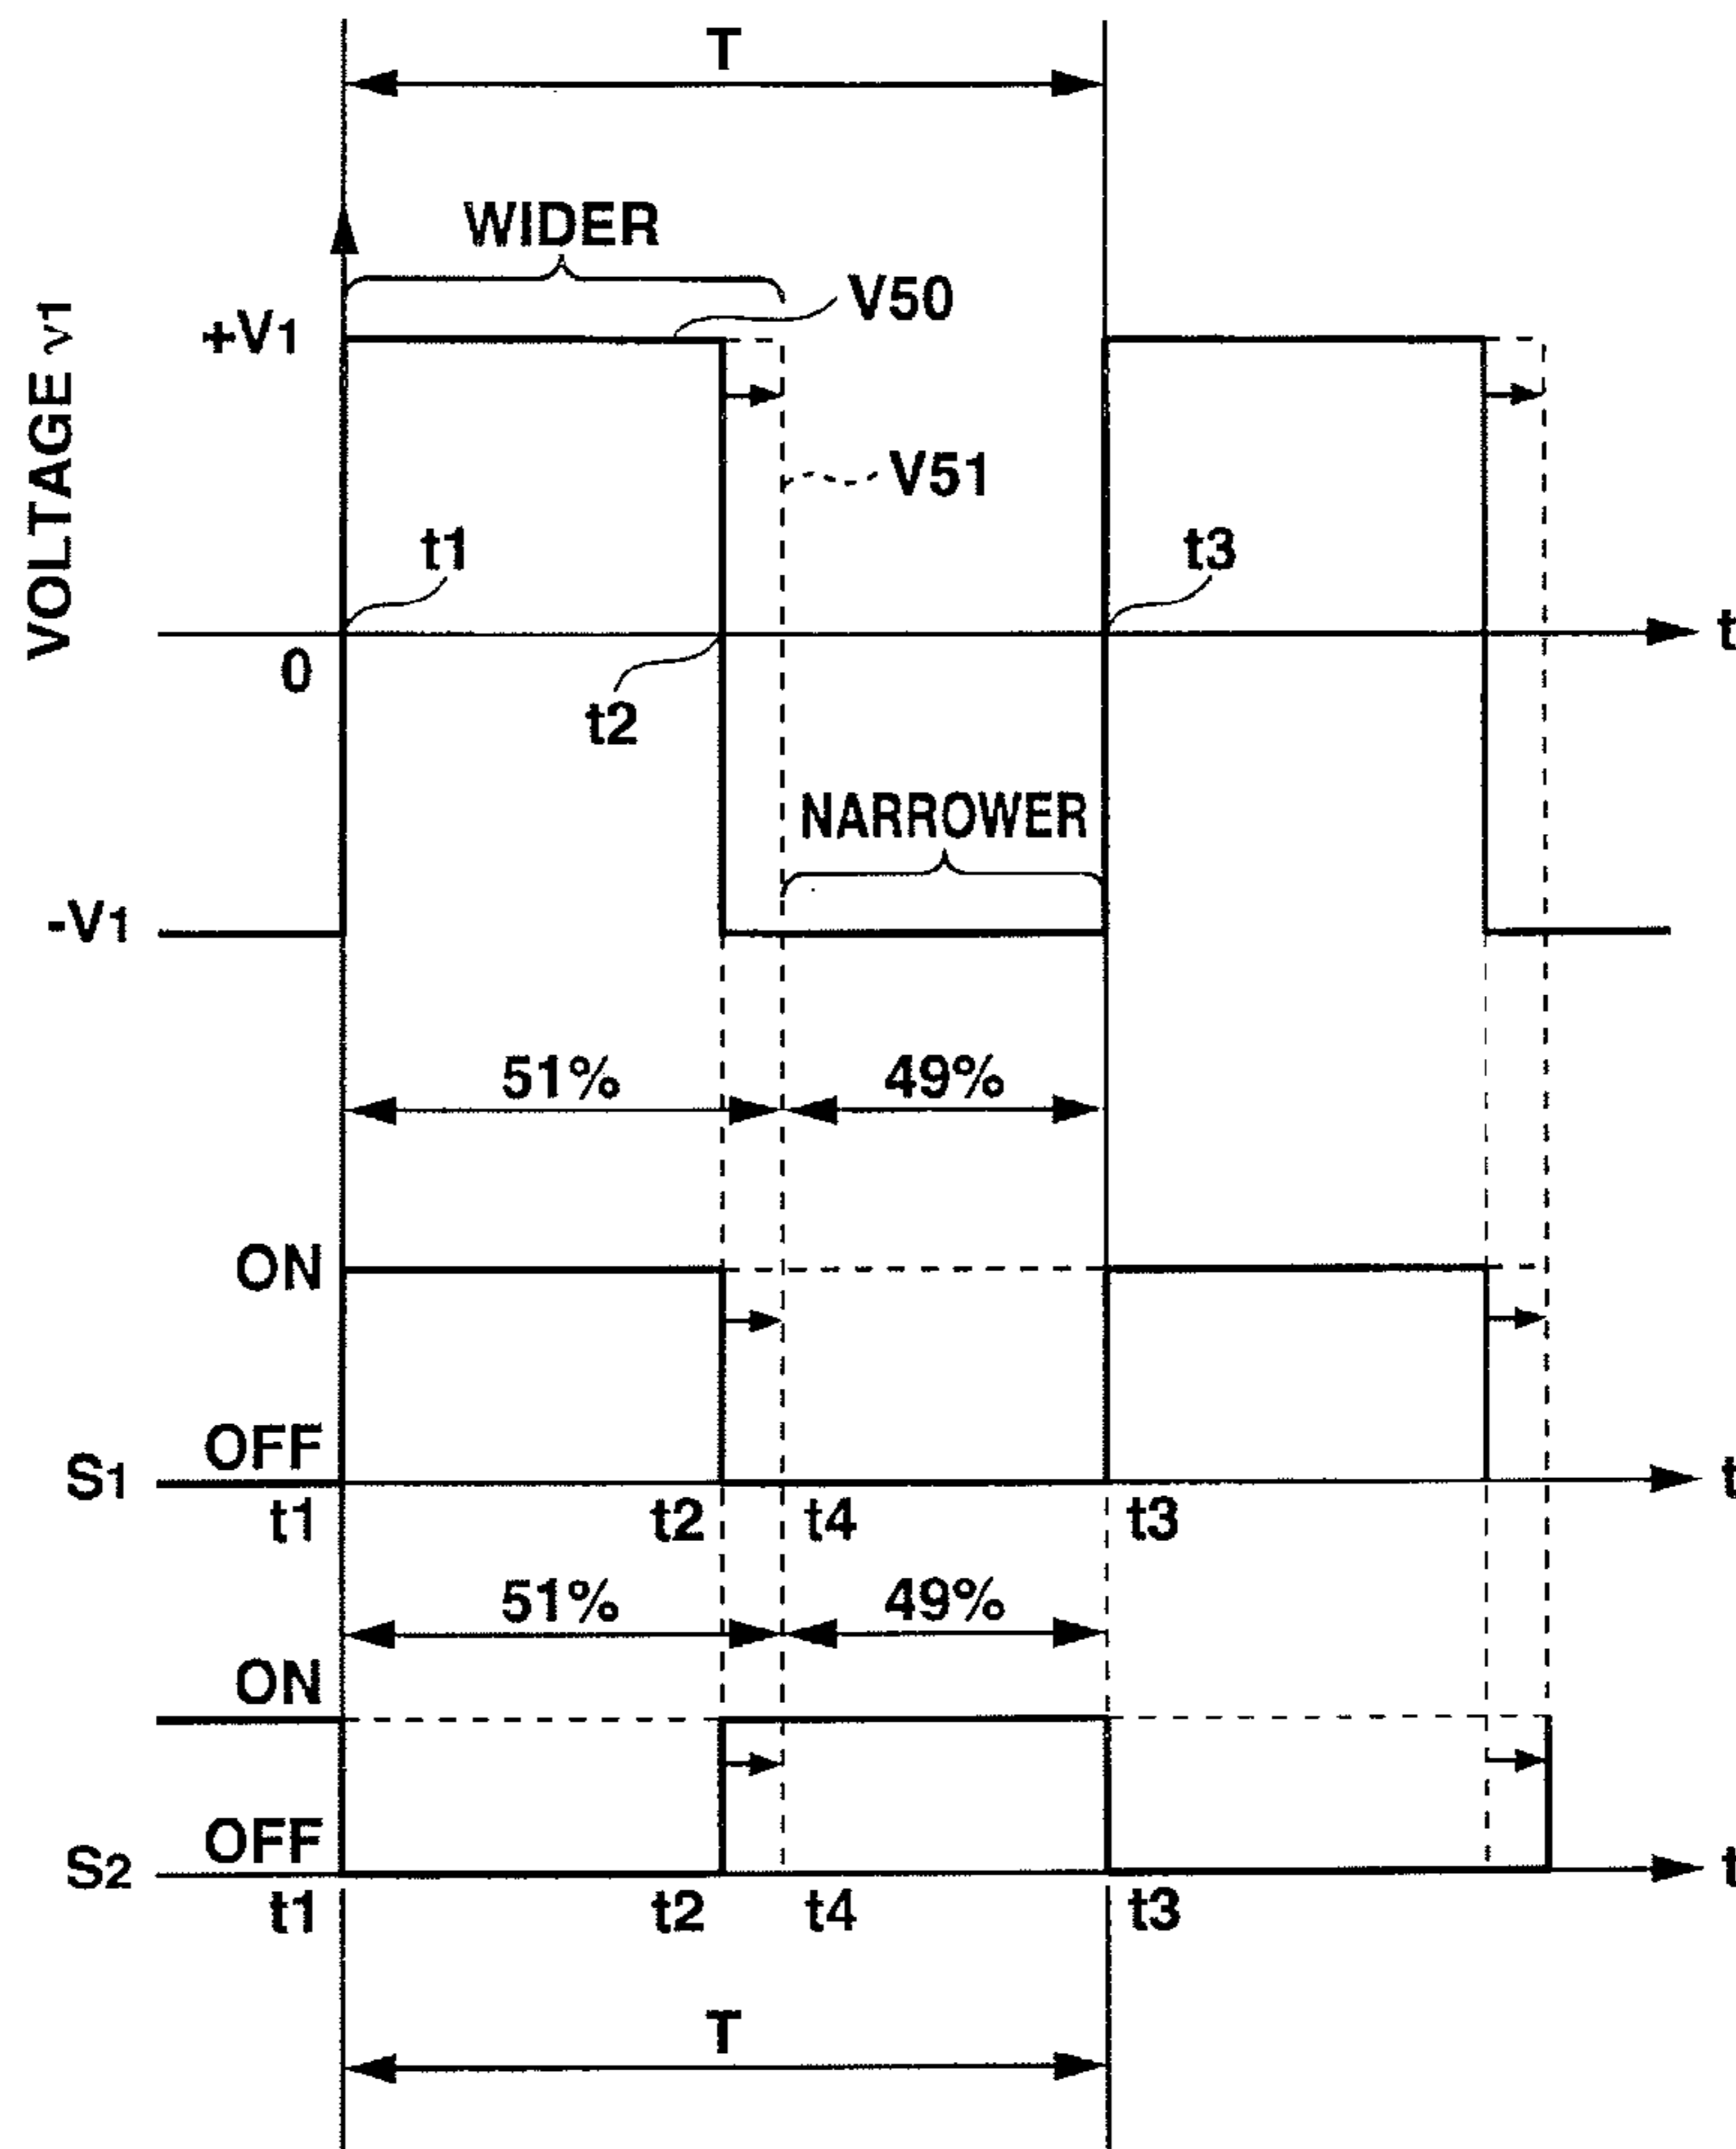 T
WIDER
V50
+V1
VOLTAGE v1
V51
t1
t3
t
0
t2
NARROWER
-V1
51%
49%
ON
OFF
S1
t
t1
t2
t4
t3
51%
49%
ON
OFF
S2
t
t1
t2
t4
t3
T